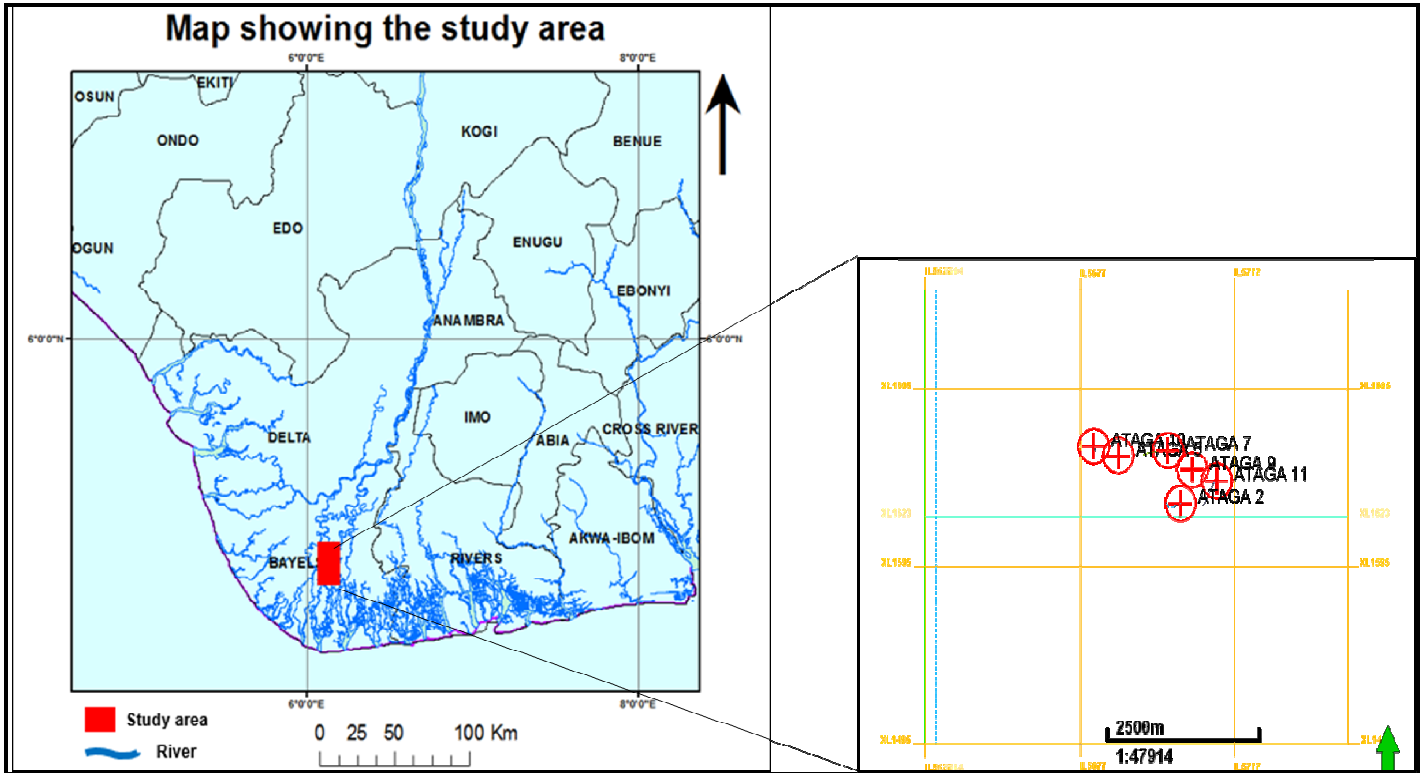 Map showing the study area
6°0'0"E
8°0'0"E
EKITI
OSUN
ONDO
KOGI
BENUE
EDO
OGUN
ENUGU
EBONYI
ANAMBRA
6°0'0"N
6°0'0"N
IMO
DELTA
ABIA
CROSS RIVER
BAYELS
RIVERS
AKWA-IBOM
6°0'0"E
8°0'0"E
Study area
River
0 25 50 100 Km
ATAGA 7
ATAGA 9
ATAGA 11
ATAGA 2
2500m
1:47914